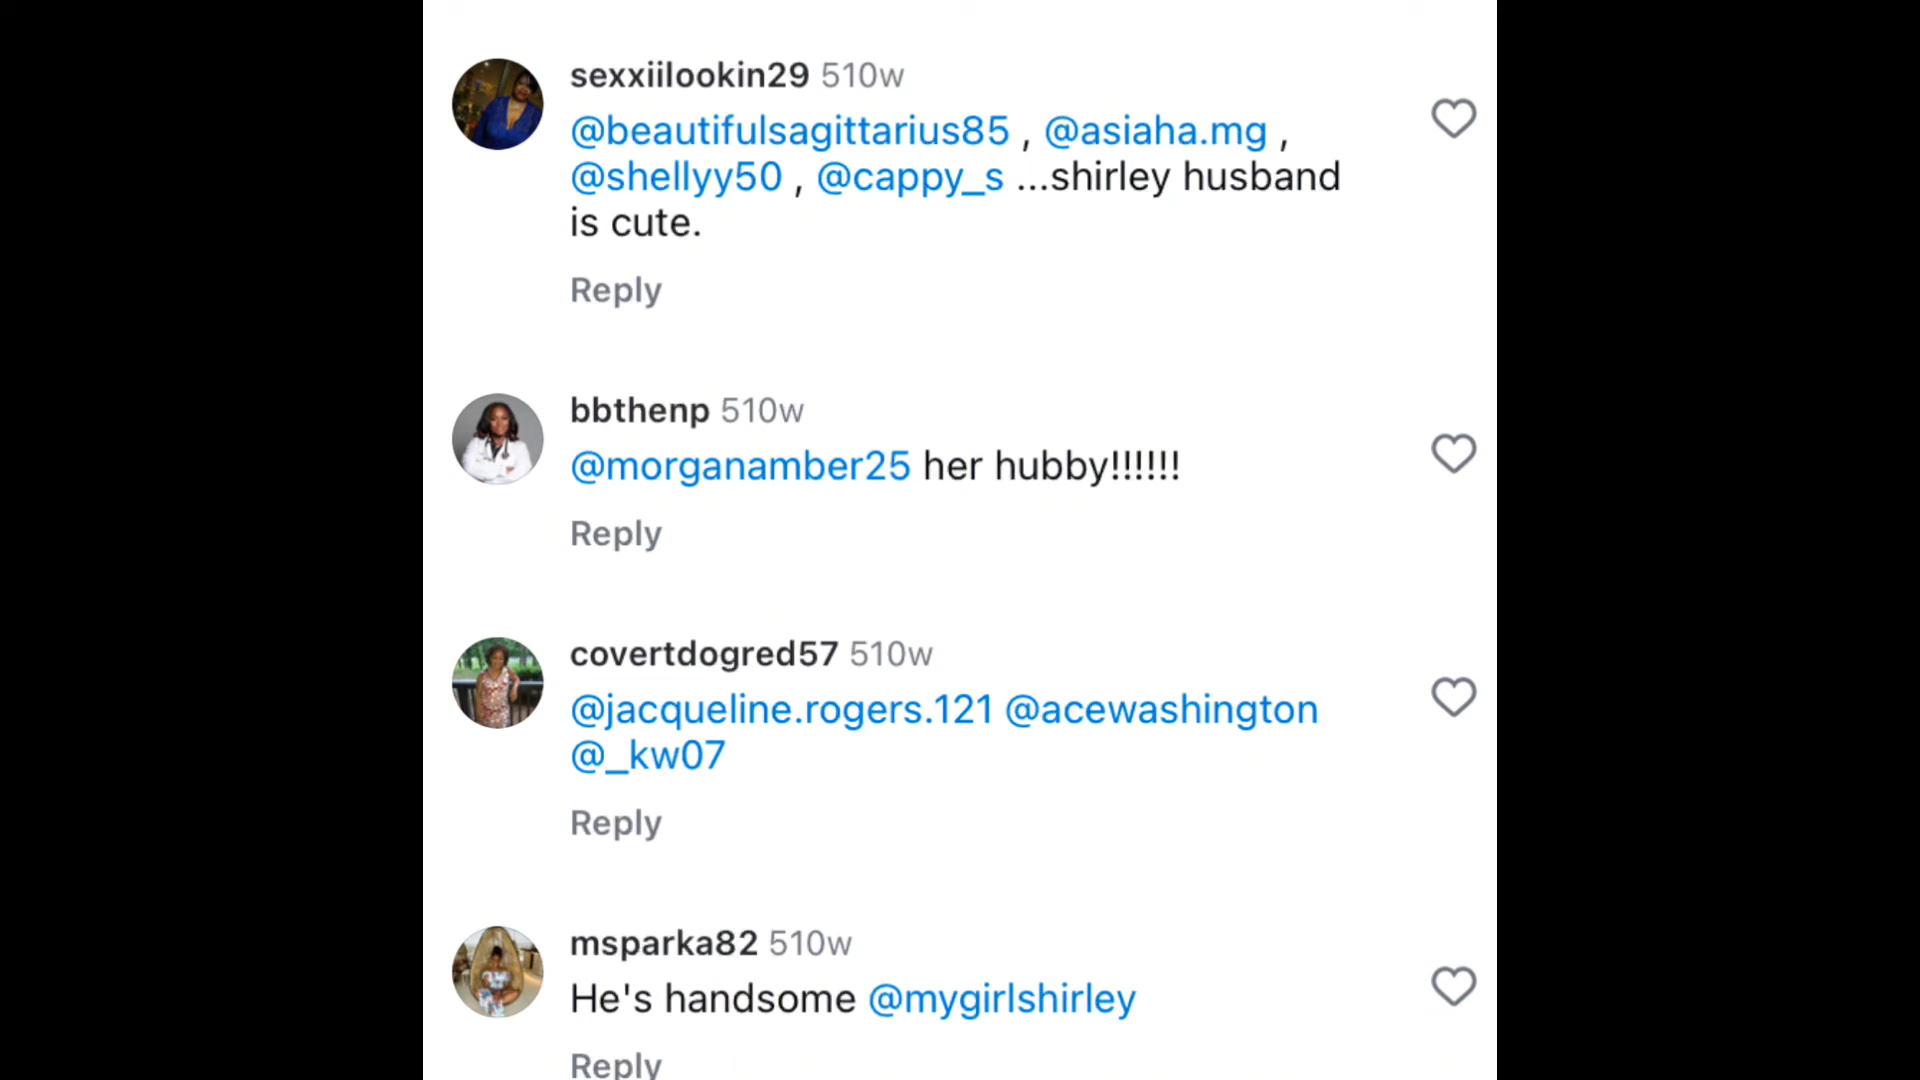 sexxiilookin29 510w
@beautifulsagittarius85 , @asiaha.mg ,
@shellyy50 , @cappy_s ...shirley husband
is cute.
Reply
bbthenp 510w
@morganamber25 her hubby!!!!!!
Reply
covertdogred57 510w
@jacqueline.rogers.121 @acewashington
@_kw07
Reply
msparka82 510w
He's handsome @mygirlshirley
Reply